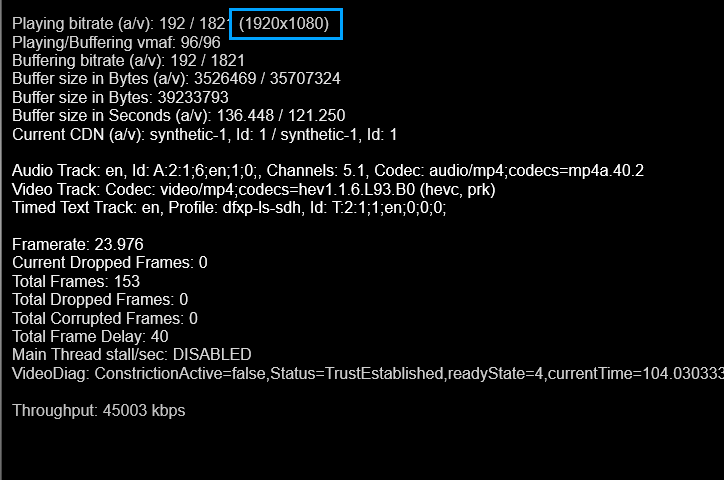 Playing bitrate (a/v): 192 / 1821 (1920x1080)
Playing/Buffering vmaf: 96/96
Buffering bitrate (a/v): 192 / 1821
Buffer size in Bytes (a/v): 3526469 / 35707324
Buffer size in Bytes: 39233793
Buffer size in Seconds (a/v): 136.448 / 121.250
Current CDN (a/v): synthetic-1, Id: 1 / synthetic-1, Id: 1
Audio Track: en, Id: A:2:1;6;en;1;0;, Channels: 5.1, Codec: audio/mp4;codecs=mp4a.40.2
Video Track: Codec: video/mp4;codecs=hev1.1.6.L93.B0 (hevc, prk)
Timed Text Track: en, Profile: dfxp-ls-sdh, Id: T:2:1;1;en;0;0;0;
Framerate: 23.976
Current Dropped Frames: 0
Total Frames: 153
Total Dropped Frames: 0
Total Corrupted Frames: 0
Total Frame Delay: 40
Main Thread stall/sec: DISABLED
VideoDiag: ConstrictionActive=false,Status=TrustEstablished,readyState=4,currentTime=104.030333
Throughput: 45003 kbps